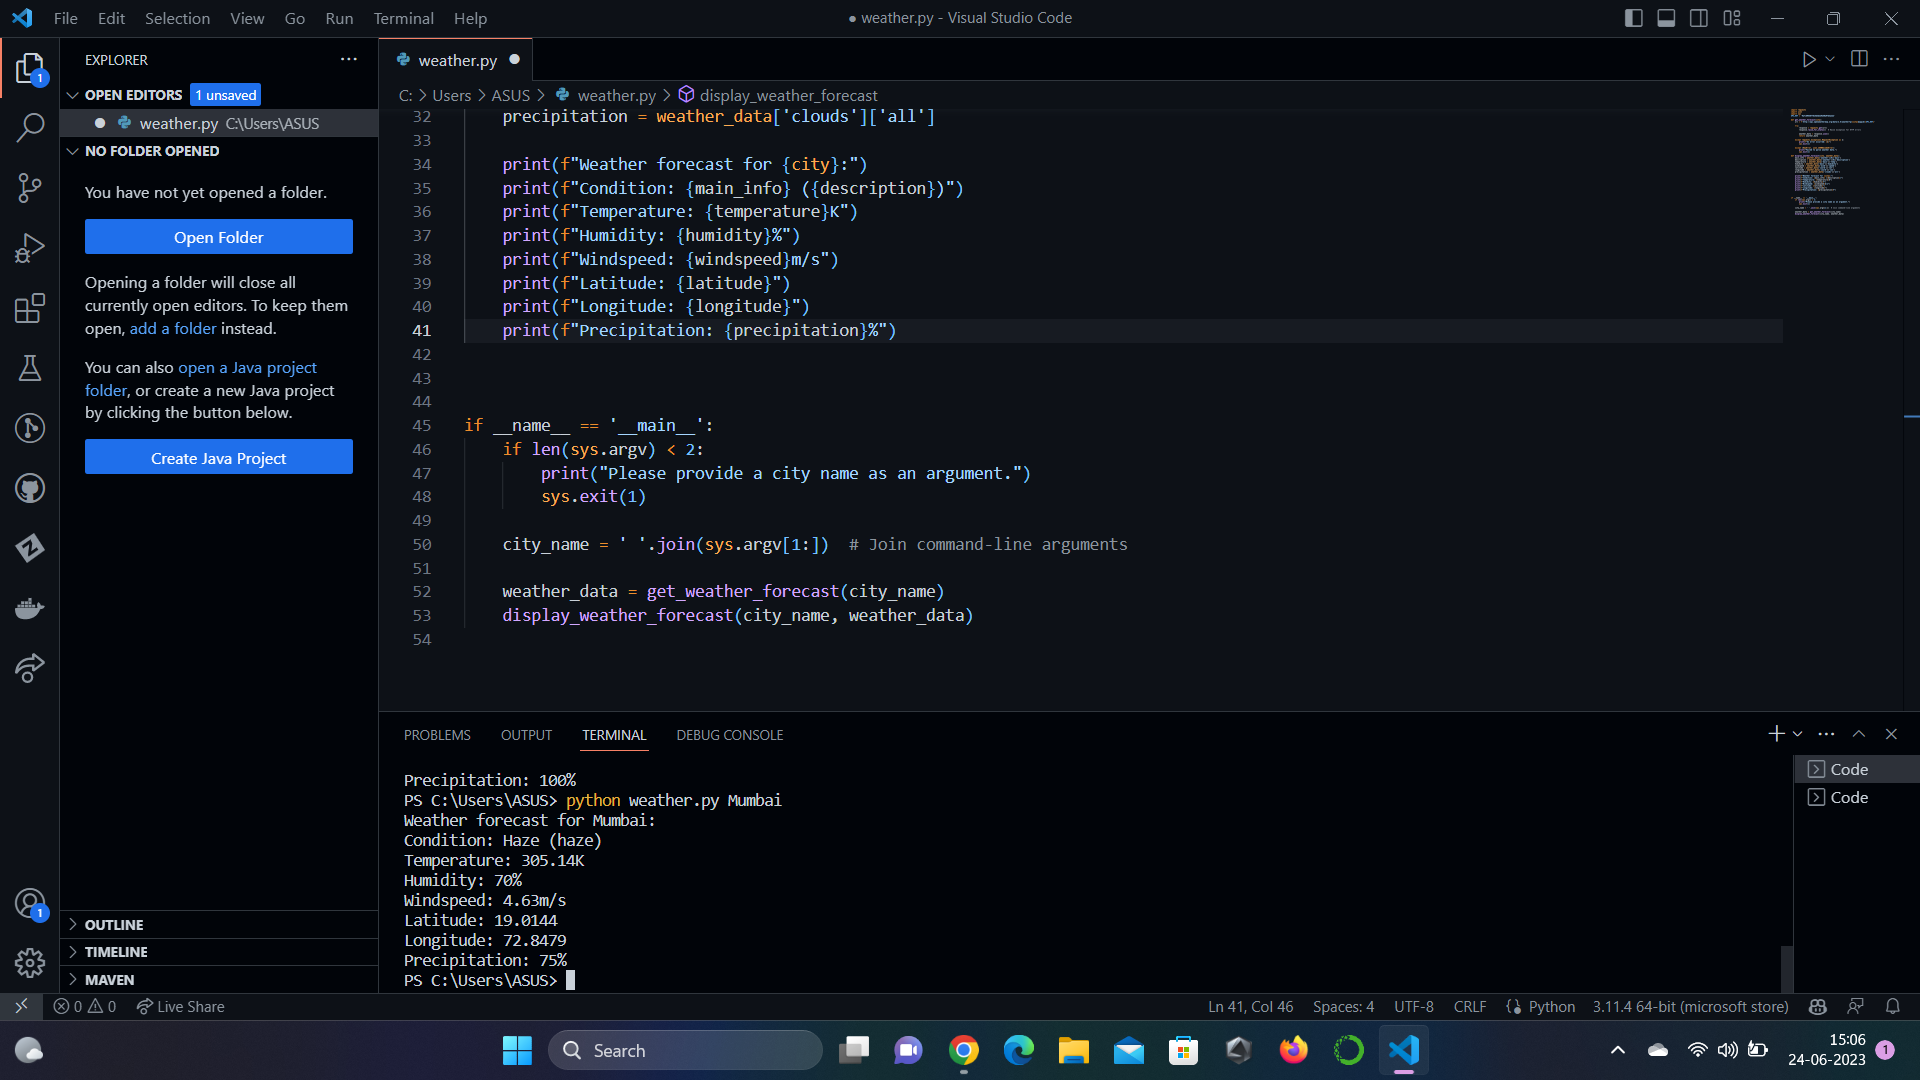 File Edit Selection View Go Run Terminal Help
● weather.py - Visual Studio Code
EXPLORER
1
OPEN EDITORS 1 unsaved
weather.py C:\Users\ASUS
NO FOLDER OPENED
You have not yet opened a folder.
Open Folder
Opening a folder will close all
currently open editors. To keep them
open, add a folder instead.
You can also open a Java project
folder, or create a new Java project
by clicking the button below.
Create Java Project
1
OUTLINE
TIMELINE
MAVEN
weather.py
C: > Users > ASUS > weather.py > display_weather_forecast
32 precipitation = weather_data['clouds']['all']
33
34 print(f"Weather forecast for {city}:")
35 print(f"Condition: {main_info} ({description})")
36 print(f"Temperature: {temperature}K")
37 print(f"Humidity: {humidity}%")
38 print(f"Windspeed: {windspeed}m/s")
39 print(f"Latitude: {latitude}")
40 print(f"Longitude: {longitude}")
41 print(f"Precipitation: {precipitation}%")
42
43
44
45 if __name__ == '__main__':
46 if len(sys.argv) < 2:
47 print("Please provide a city name as an argument.")
48 sys.exit(1)
49
50 city_name = ' '.join(sys.argv[1:])  # Join command-line arguments
51
52 weather_data = get_weather_forecast(city_name)
53 display_weather_forecast(city_name, weather_data)
54
PROBLEMS OUTPUT TERMINAL DEBUG CONSOLE
Precipitation: 100%
PS C:\Users\ASUS> python weather.py Mumbai
Weather forecast for Mumbai:
Condition: Haze (haze)
Temperature: 305.14K
Humidity: 70%
Windspeed: 4.63m/s
Latitude: 19.0144
Longitude: 72.8479
Precipitation: 75%
PS C:\Users\ASUS>
Code
Code
0 0 Live Share
Ln 41, Col 46 Spaces: 4 UTF-8 CRLF Python 3.11.4 64-bit (microsoft store)
Search
15:06
24-06-2023
1